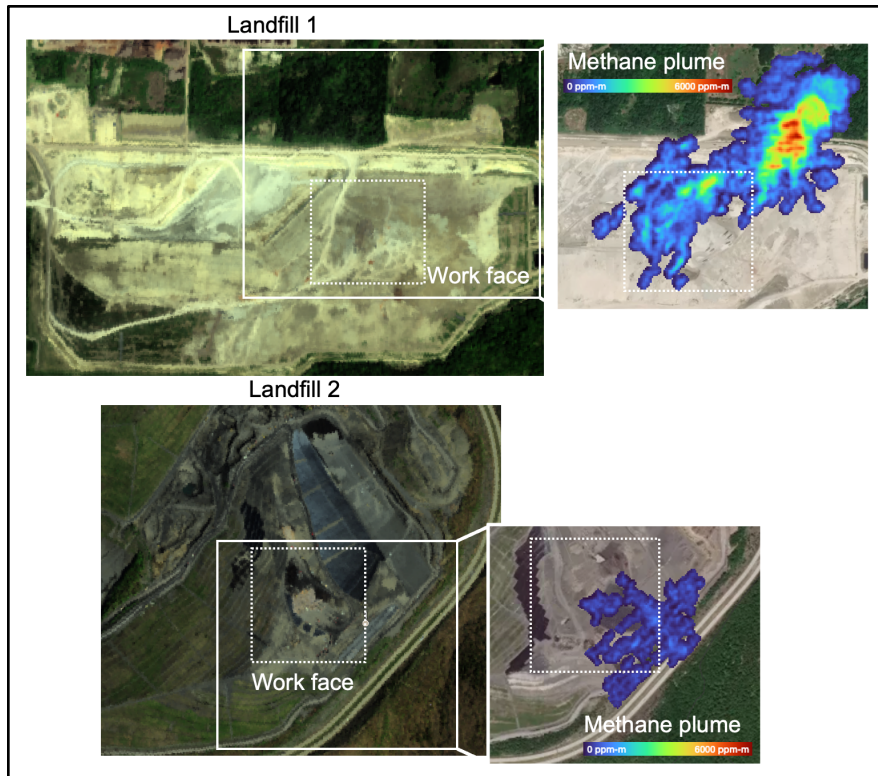 Landfill 1
Methane plume
0 ppm-m 6000 ppm-m
Work face
Landfill 2
Work face
Methane plume
0 ppm-m 6000 ppm-m